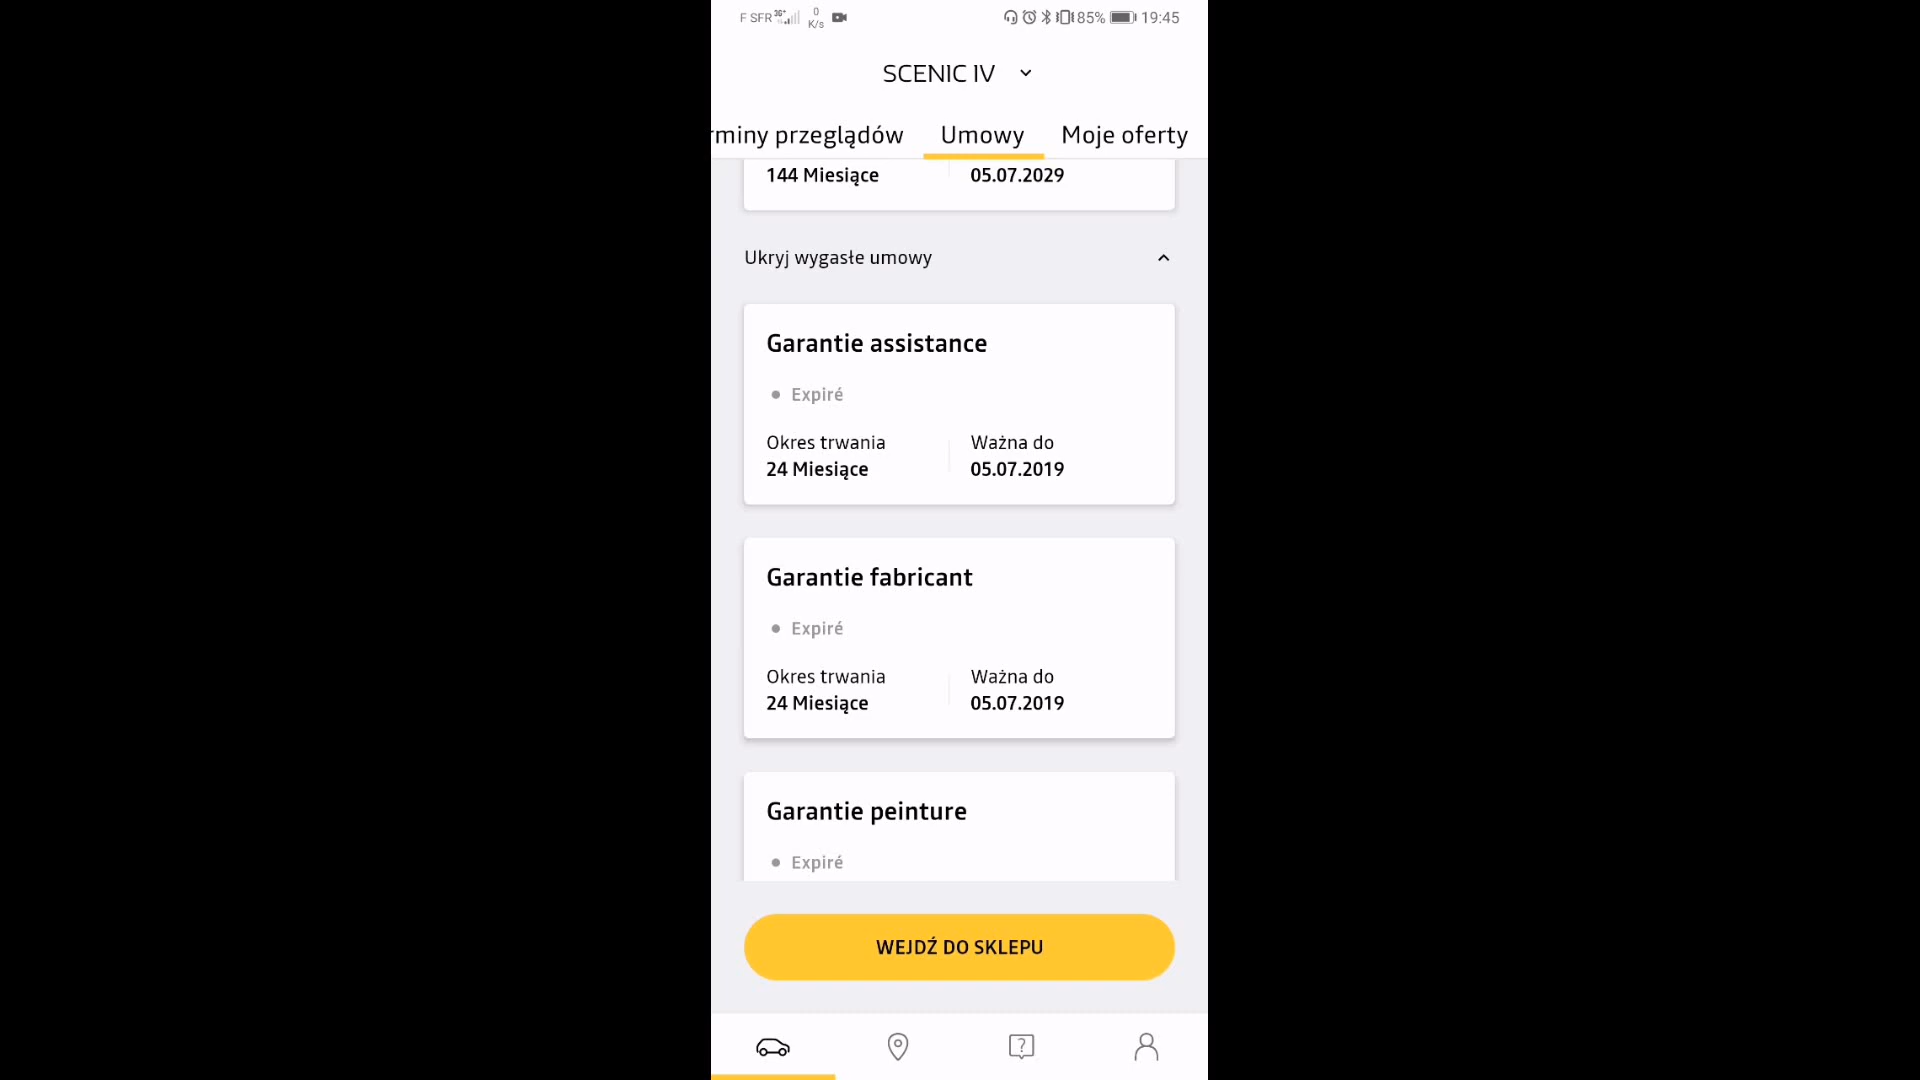 F SFR 3G+ 0 K/s 85% 19:45
SCENIC IV
rminy przeglądów Umowy Moje oferty
144 Miesiące 05.07.2029
Ukryj wygasłe umowy
Garantie assistance
Expiré
Okres trwania Ważna do
24 Miesiące 05.07.2019
Garantie fabricant
Expiré
Okres trwania Ważna do
24 Miesiące 05.07.2019
Garantie peinture
Expiré
WEJDŹ DO SKLEPU